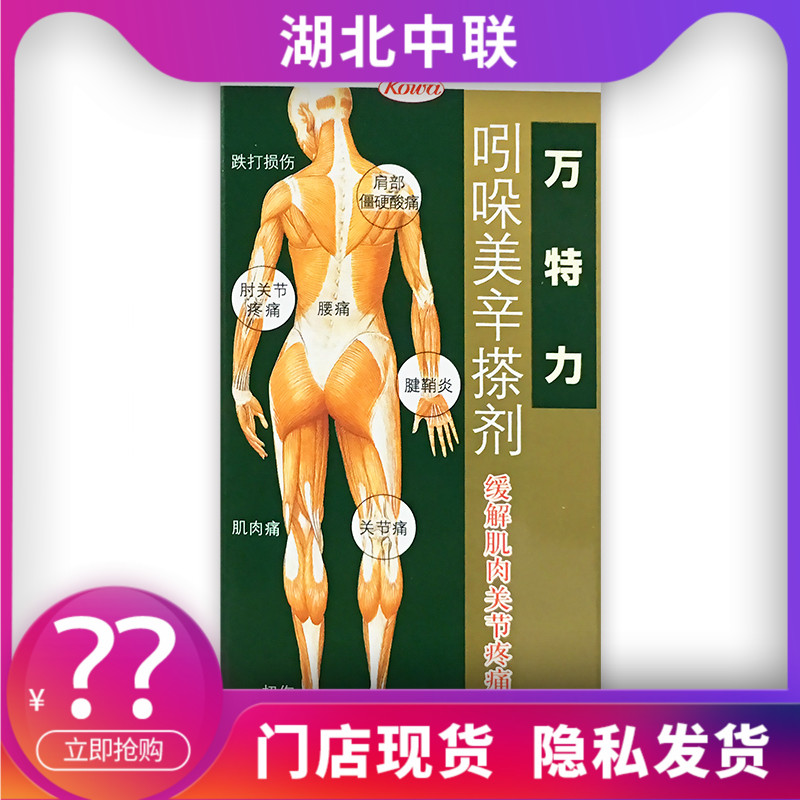 湖北中联
Kowa
万特力
吲哚美辛搽剂
缓解肌肉关节疼痛
跌打损伤
肩部
僵硬酸痛
肘关节
疼痛
腰痛
腱鞘炎
肌肉痛
关节痛
??
¥
立即抢购
门店现货 隐私发货